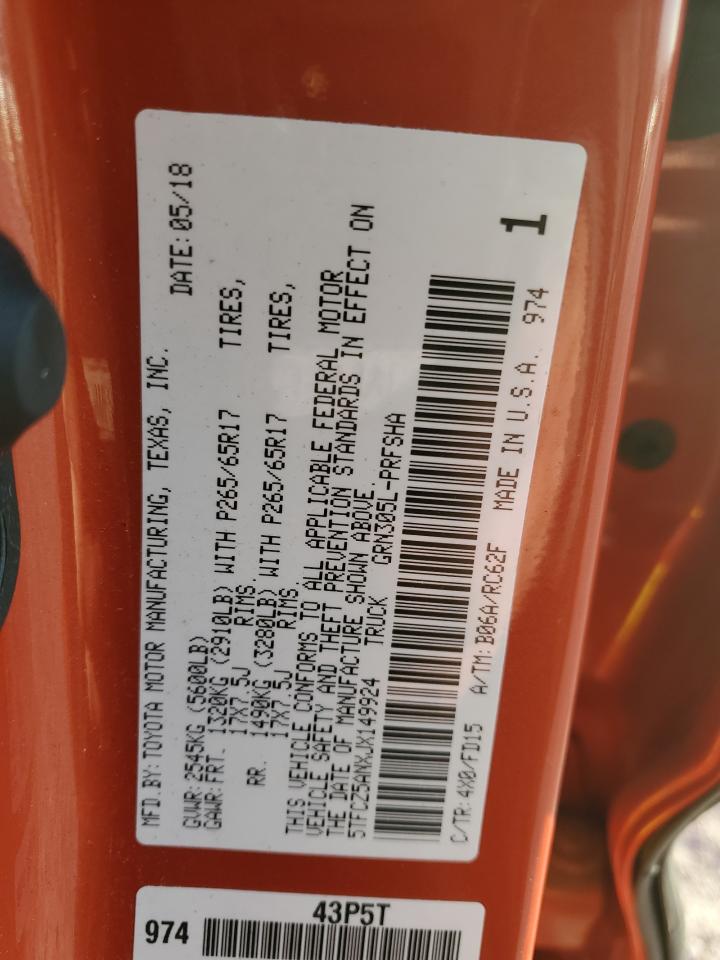 MFD.BY:TOYOTA MOTOR MANUFACTURING, TEXAS, INC.
DATE:05/18
GVWR:2545KG (5600LB)
GAWR:FRT. 1320KG (2910LB) WITH P265/65R17 TIRES,
17X7.5J RIMS
RR. 1490KG (3280LB) WITH P265/65R17 TIRES,
17X7.5J RIMS
THIS VEHICLE CONFORMS TO ALL APPLICABLE FEDERAL MOTOR
VEHICLE SAFETY AND THEFT PREVENTION STANDARDS IN EFFECT ON
THE DATE OF MANUFACTURE SHOWN ABOVE.
5TFCZ5ANXJX149924 TRUCK GRN305L-PRFSHA
C/TR:4X0/FD15 A/TM:B06A/RC62F MADE IN U.S.A. 974
1
43P5T
974